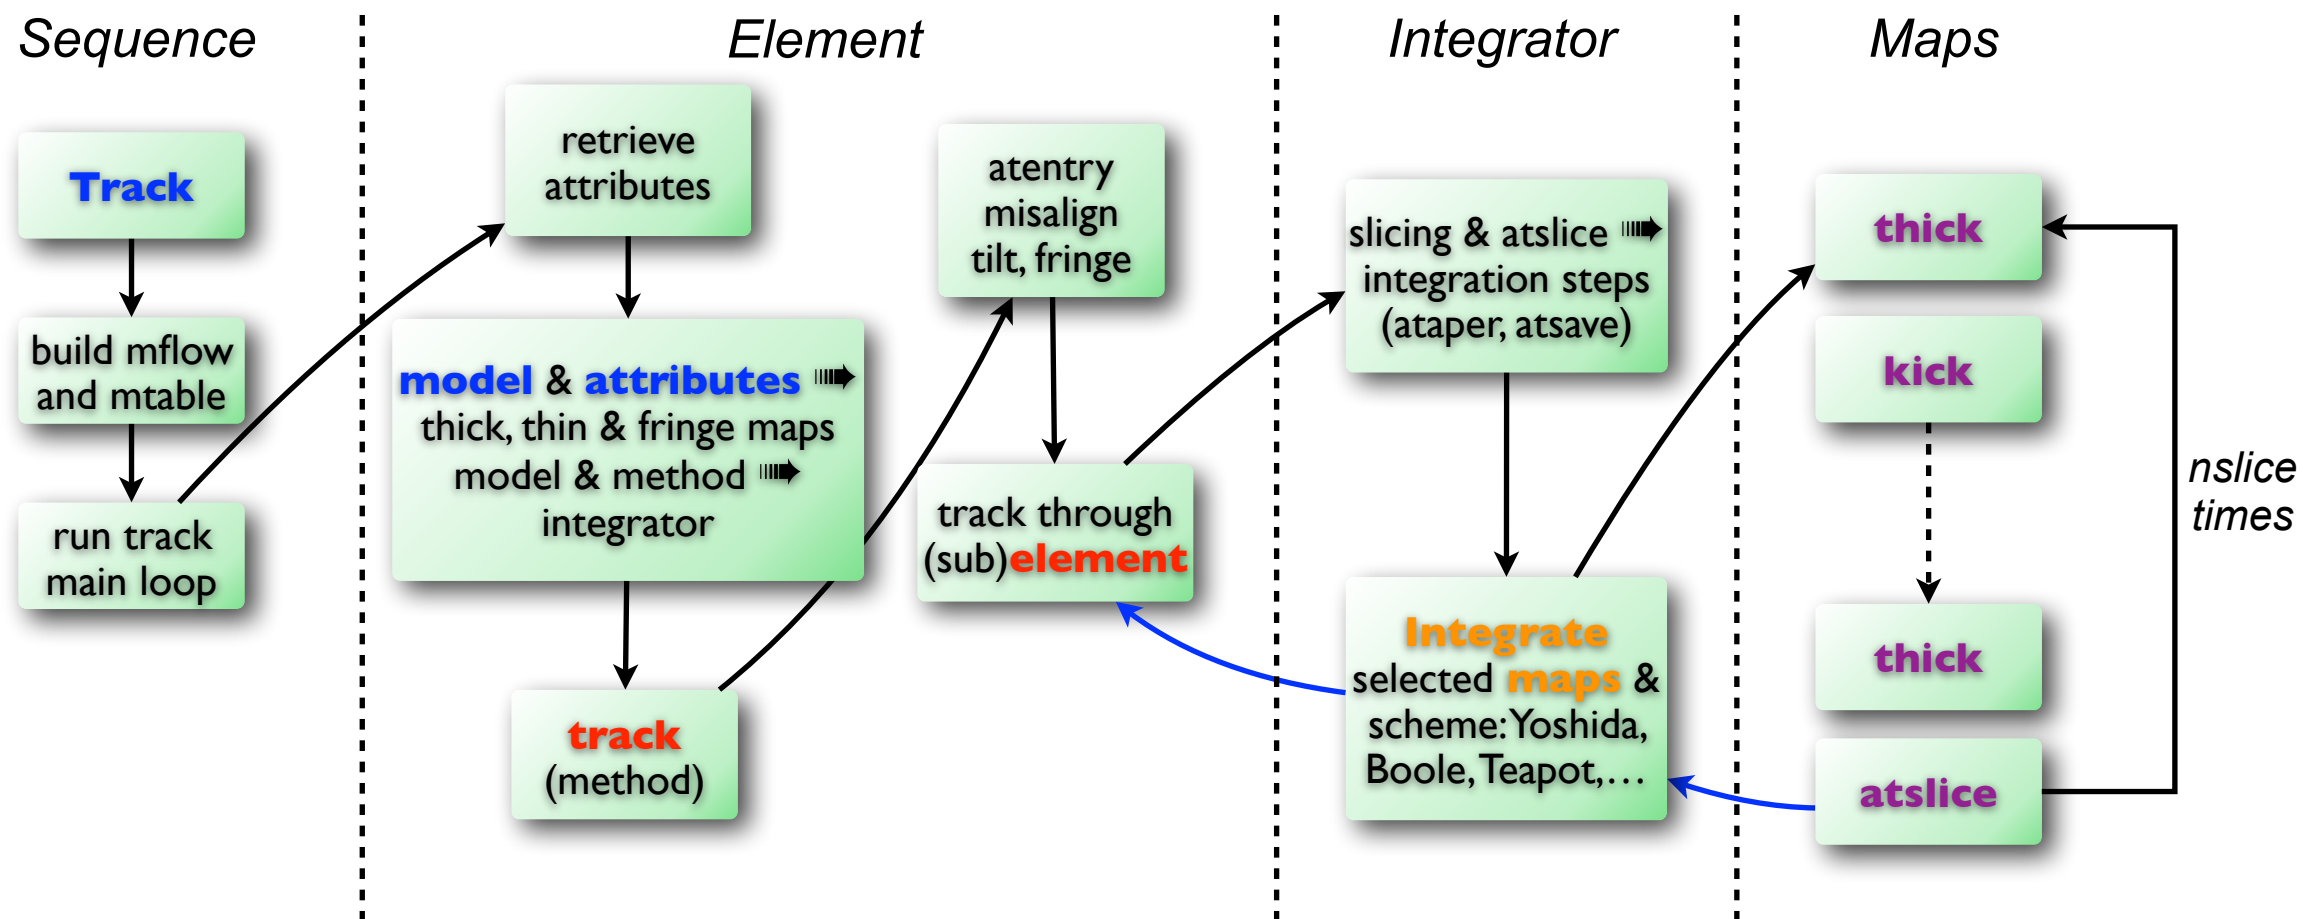 Sequence
Element
Integrator
Maps
Track
build mflow
and mtable
run track
main loop
retrieve
attributes
model & attributes ➠
thick, thin & fringe maps
model & method ➠
integrator
track
(method)
atentry
misalign
tilt, fringe
track through
(sub)element
slicing & atslice ➠
integration steps
(ataper, atsave)
Integrate
selected maps &
scheme: Yoshida,
Boole, Teapot,…
thick
kick
thick
atslice
nslice
times